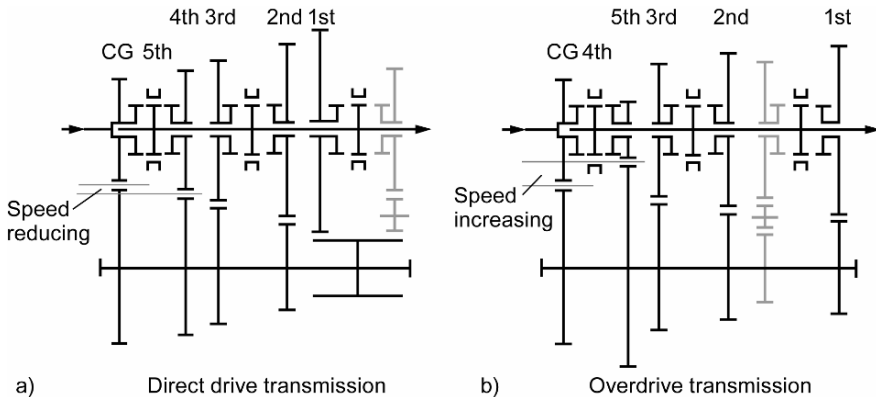 4th 3rd 2nd 1st
CG 5th
Speed
reducing
a) Direct drive transmission
5th 3rd 2nd 1st
CG 4th
Speed
increasing
b) Overdrive transmission